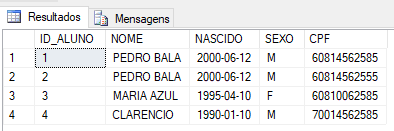 Resultados Mensagens
ID_ALUNO NOME NASCIDO SEXO CPF
1 1 PEDRO BALA 2000-06-12 M 60814562585
2 2 PEDRO BALA 2000-06-12 M 60814562555
3 3 MARIA AZUL 1995-04-10 F 60810062585
4 4 CLARENCIO 1990-01-10 M 70014562585